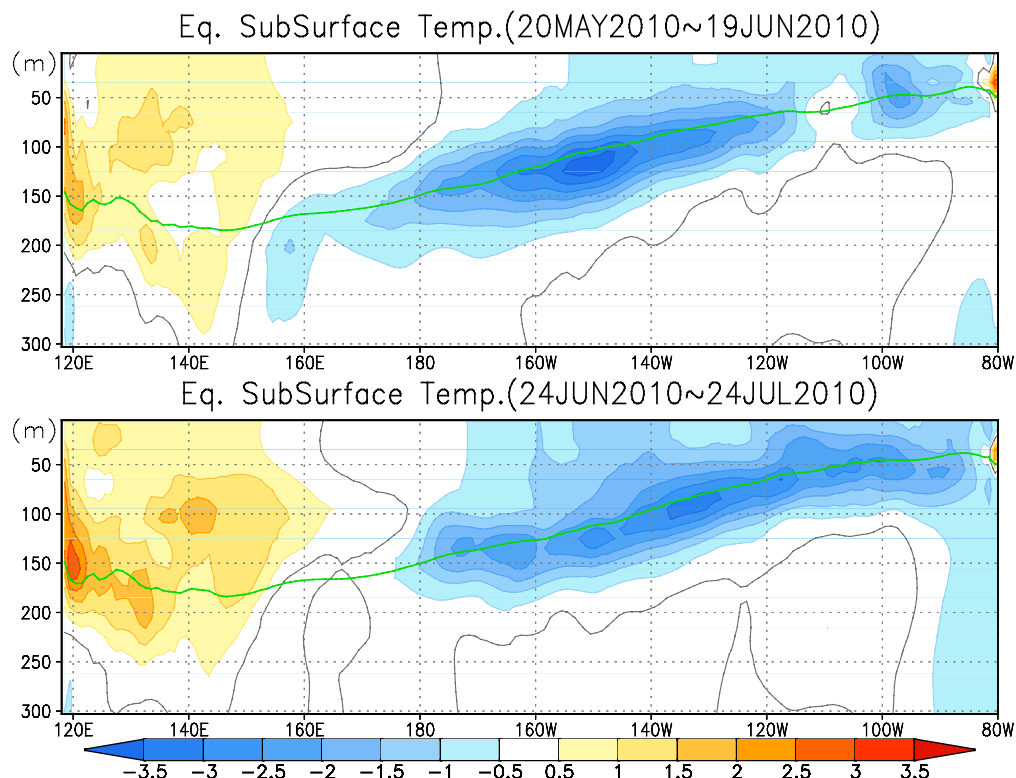 Eq. SubSurface Temp.(20MAY2010~19JUN2010)
(m)
50
100
150
200
250
300
120E 140E 160E 180 160W 140W 120W 100W 80W
Eq. SubSurface Temp.(24JUN2010~24JUL2010)
(m)
50
100
150
200
250
300
120E 140E 160E 180 160W 140W 120W 100W 80W
−3.5 −3 −2.5 −2 −1.5 −1 −0.5 0.5 1 1.5 2 2.5 3 3.5